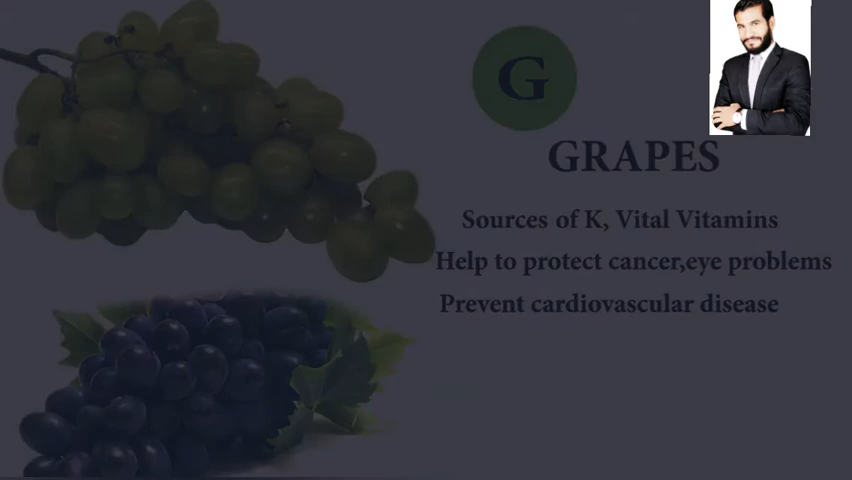 G
GRAPES
Sources of K, Vital Vitamins
Help to protect cancer,eye problems
Prevent cardiovascular disease